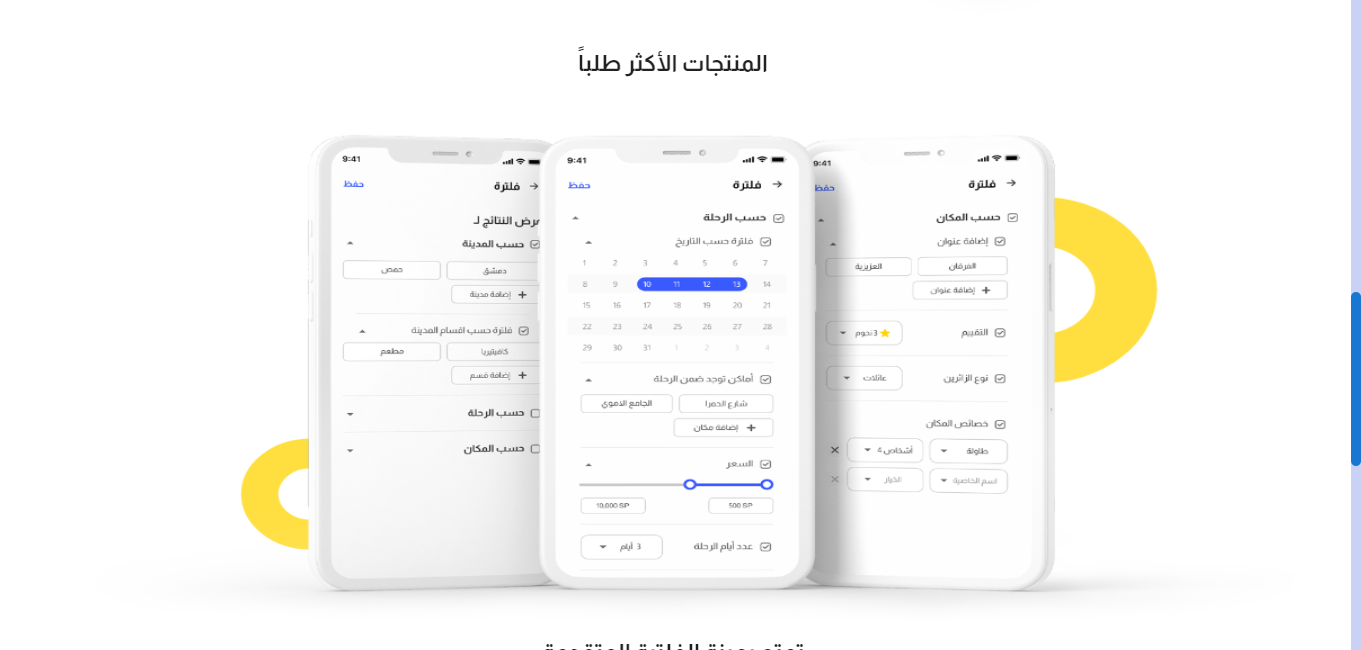 المنتجات الأكثر طلباً
9:41
فلترة
حفظ
حسب المكان
إضافة عنوان
الفرقان
العزيزية
إضافة عنوان
التقييم
3 نجوم
نوع الزائرين
عائلات
خصائص المكان
طاولة
4 أشخاص
اسم الخاصية
الخيار
9:41
فلترة
حفظ
حسب الرحلة
فلترة حسب التاريخ
1 2 3 4 5 6 7
8 9 10 11 12 13 14
15 16 17 18 19 20 21
22 23 24 25 26 27 28
29 30 31 1 2 3 4
أماكن توجد ضمن الرحلة
شارع الحمرا
الجامع الاموي
إضافة مكان
السعر
500 SP
10,000 SP
عدد أيام الرحلة
3 أيام
9:41
فلترة
حفظ
النتائج لـ
حسب المدينة
دمشق
حمص
إضافة مدينة
فلترة حسب اقسام المدينة
كافيتيريا
مطعم
إضافة قسم
حسب الرحلة
حسب المكان